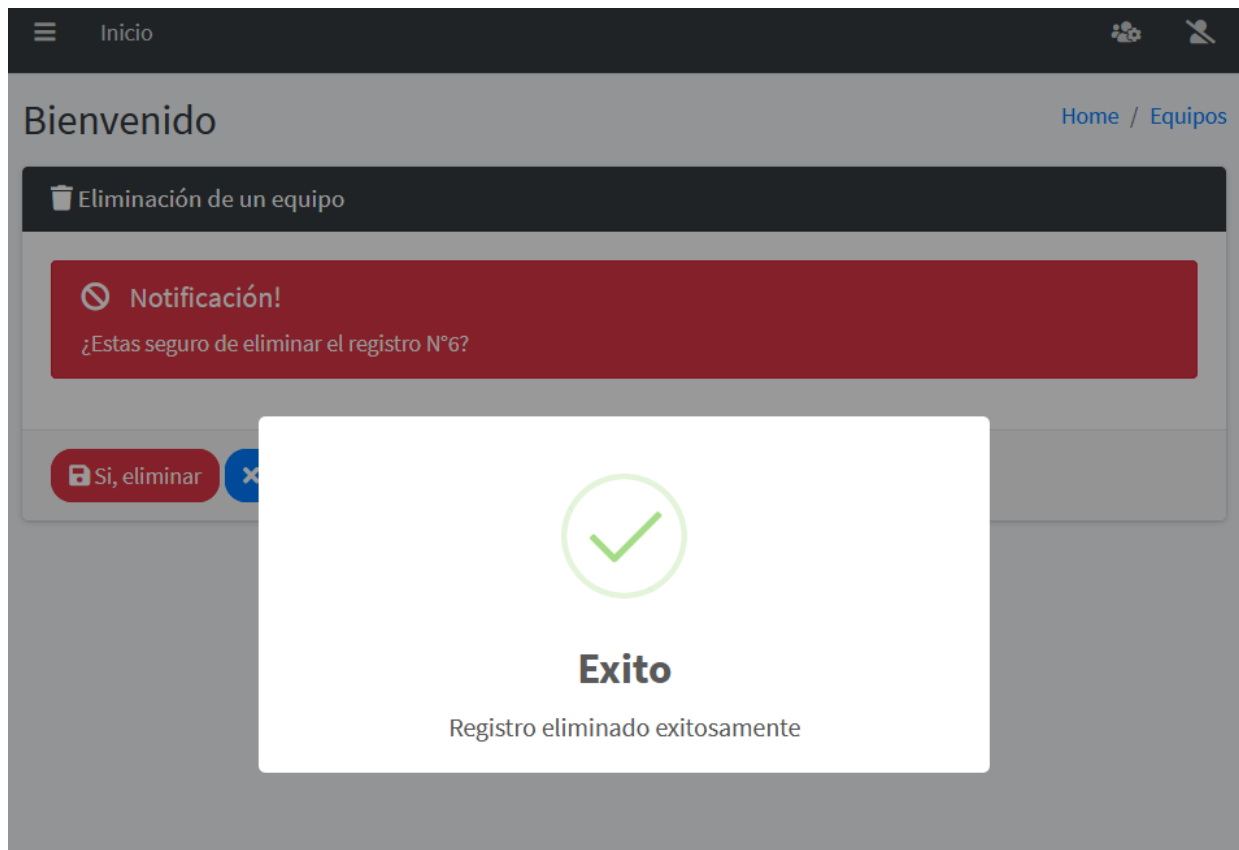 Inicio
Bienvenido
Home / Equipos
Eliminación de un equipo
Notificación!
¿Estas seguro de eliminar el registro N°6?
Si, eliminar
Exito
Registro eliminado exitosamente